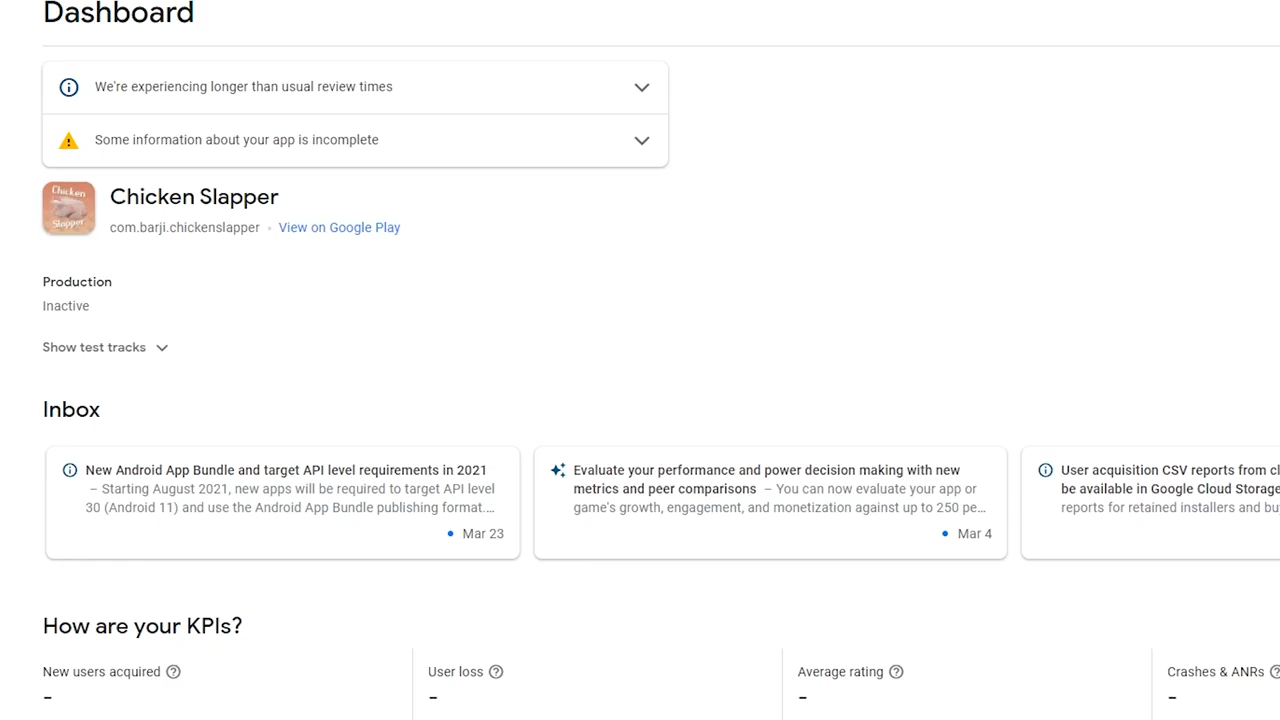 Dashboard
We're experiencing longer than usual review times
Some information about your app is incomplete
Chicken
Slapper
Chicken Slapper
com.barji.chickenslapper • View on Google Play
Production
Inactive
Show test tracks
Inbox
New Android App Bundle and target API level requirements in 2021
– Starting August 2021, new apps will be required to target API level
30 (Android 11) and use the Android App Bundle publishing format.…
Mar 23
Evaluate your performance and power decision making with new
metrics and peer comparisons – You can now evaluate your app or
game's growth, engagement, and monetization against up to 250 pe…
Mar 4
User acquisition CSV reports from cl
be available in Google Cloud Storage
reports for retained installers and bu
How are your KPIs?
New users acquired
–
User loss
–
Average rating
–
Crashes & ANRs
–